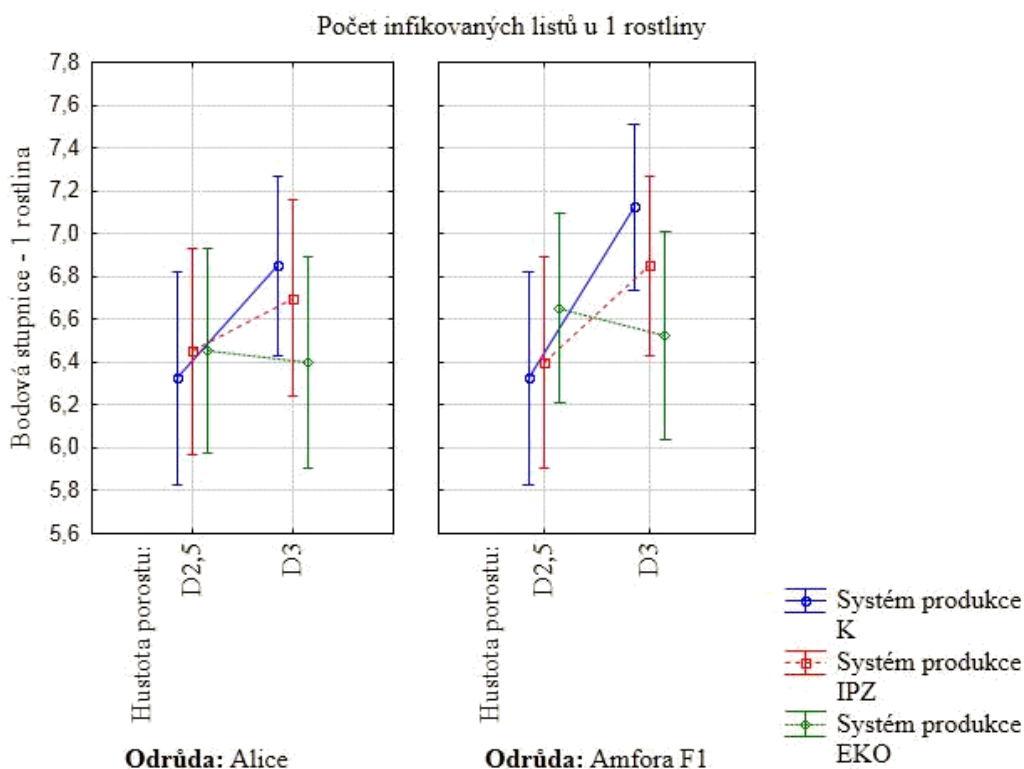 Počet infikovaných listů u 1 rostliny
Bodová stupnice - 1 rostlina
7,8
7,6
7,4
7,2
7,0
6,8
6,6
6,4
6,2
6,0
5,8
5,6
Hustota porostu:
D2,5
D3
Hustota porostu:
D2,5
D3
Odrůda: Alice
Odrůda: Amfora F1
Systém produkce
K
Systém produkce
IPZ
Systém produkce
EKO